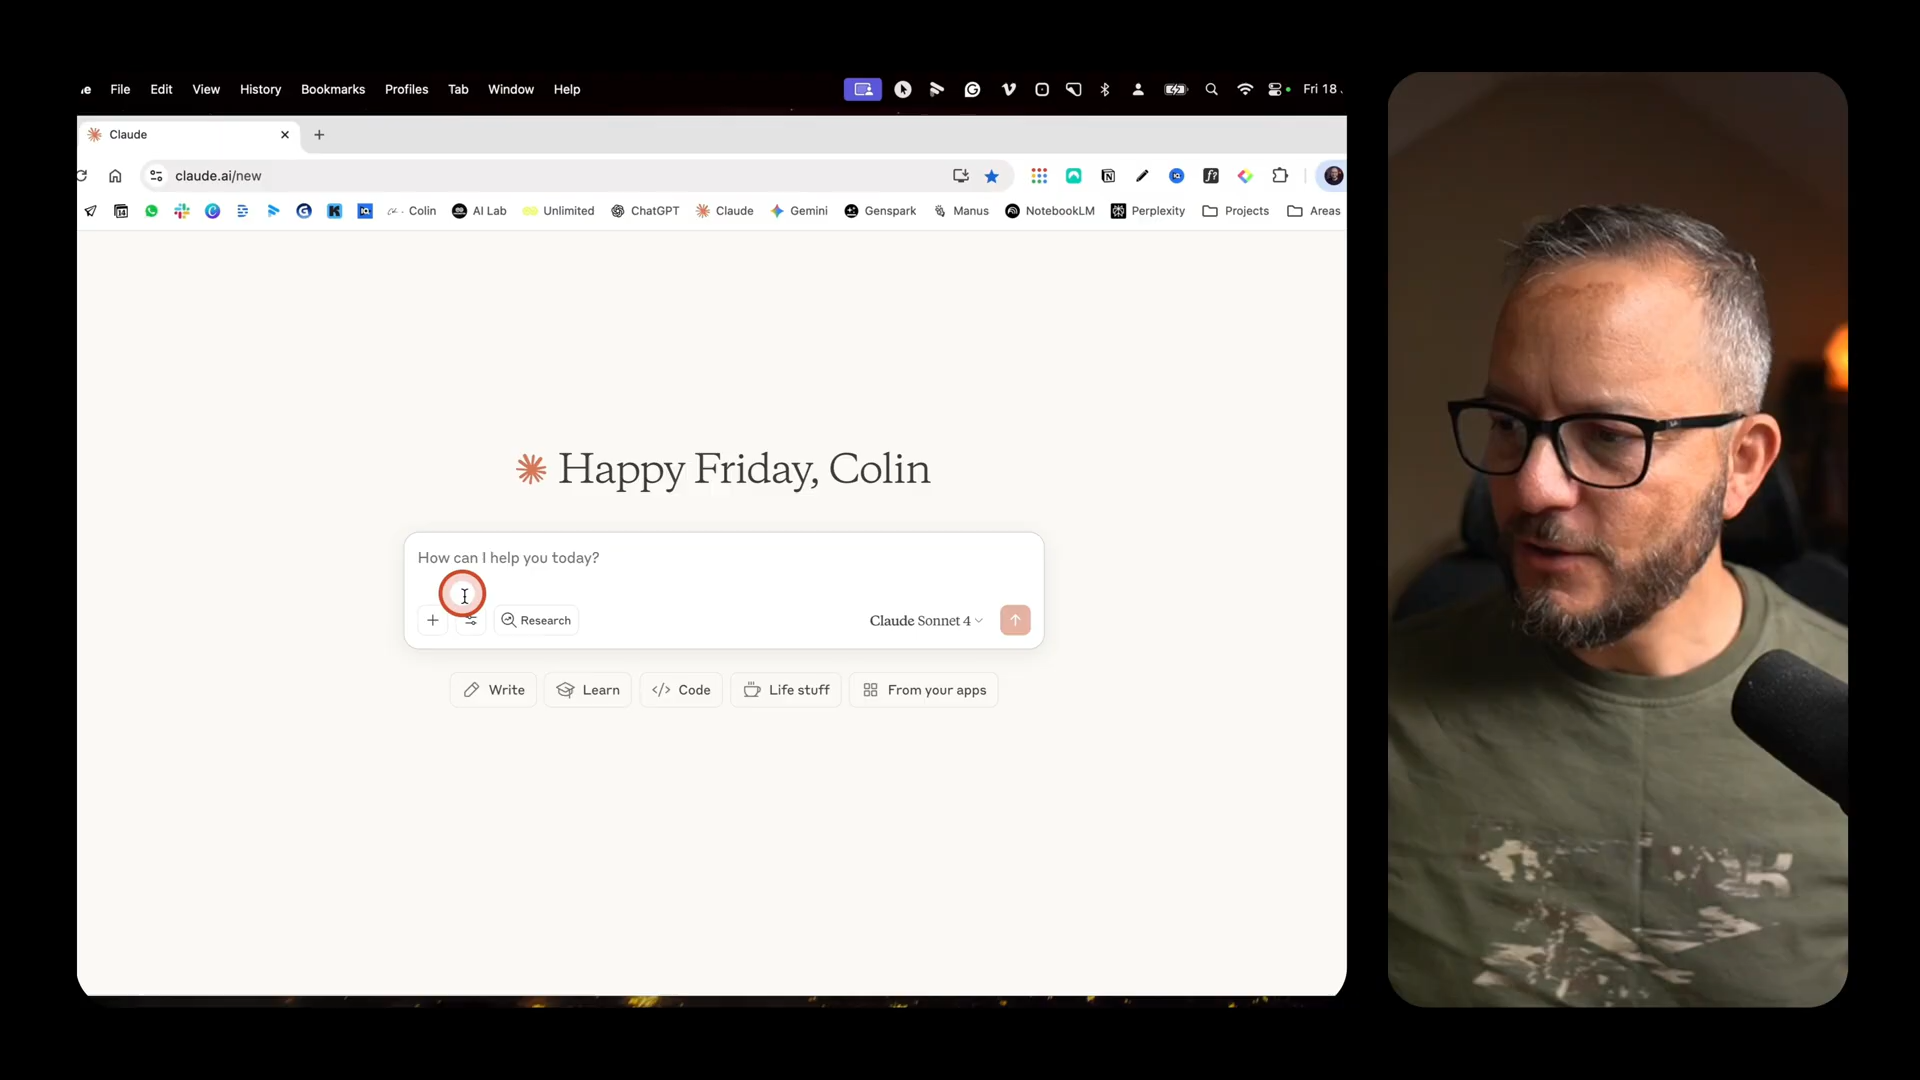 File Edit View History Bookmarks Profiles Tab Window Help Fri 18
Claude
claude.ai/new
Colin AI Lab Unlimited ChatGPT Claude Gemini Genspark Manus NotebookLM Perplexity Projects Areas
Happy Friday, Colin
How can I help you today?
Research Claude Sonnet 4
Write Learn Code Life stuff From your apps